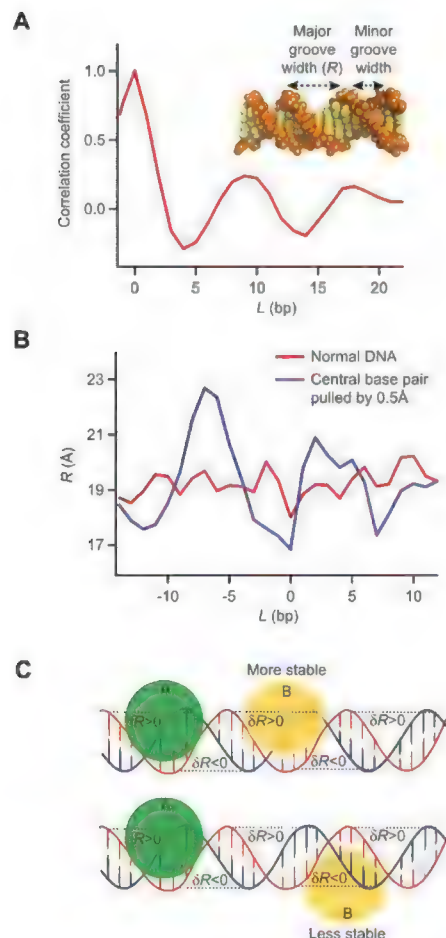 A
Major
groove
width (R)
Minor
groove
width
Correlation coefficient
1.0
0.5
0.0
0
5
10
15
20
L (bp)
B
Normal DNA
Central base pair
pulled by 0.5Å
R (Å)
23
21
19
17
-10
-5
0
5
10
L (bp)
C
More stable
B
δR>0
δR>0
δR>0
δR<0
δR<0
δR>0
δR>0
δR>0
δR<0
δR<0
B
Less stable